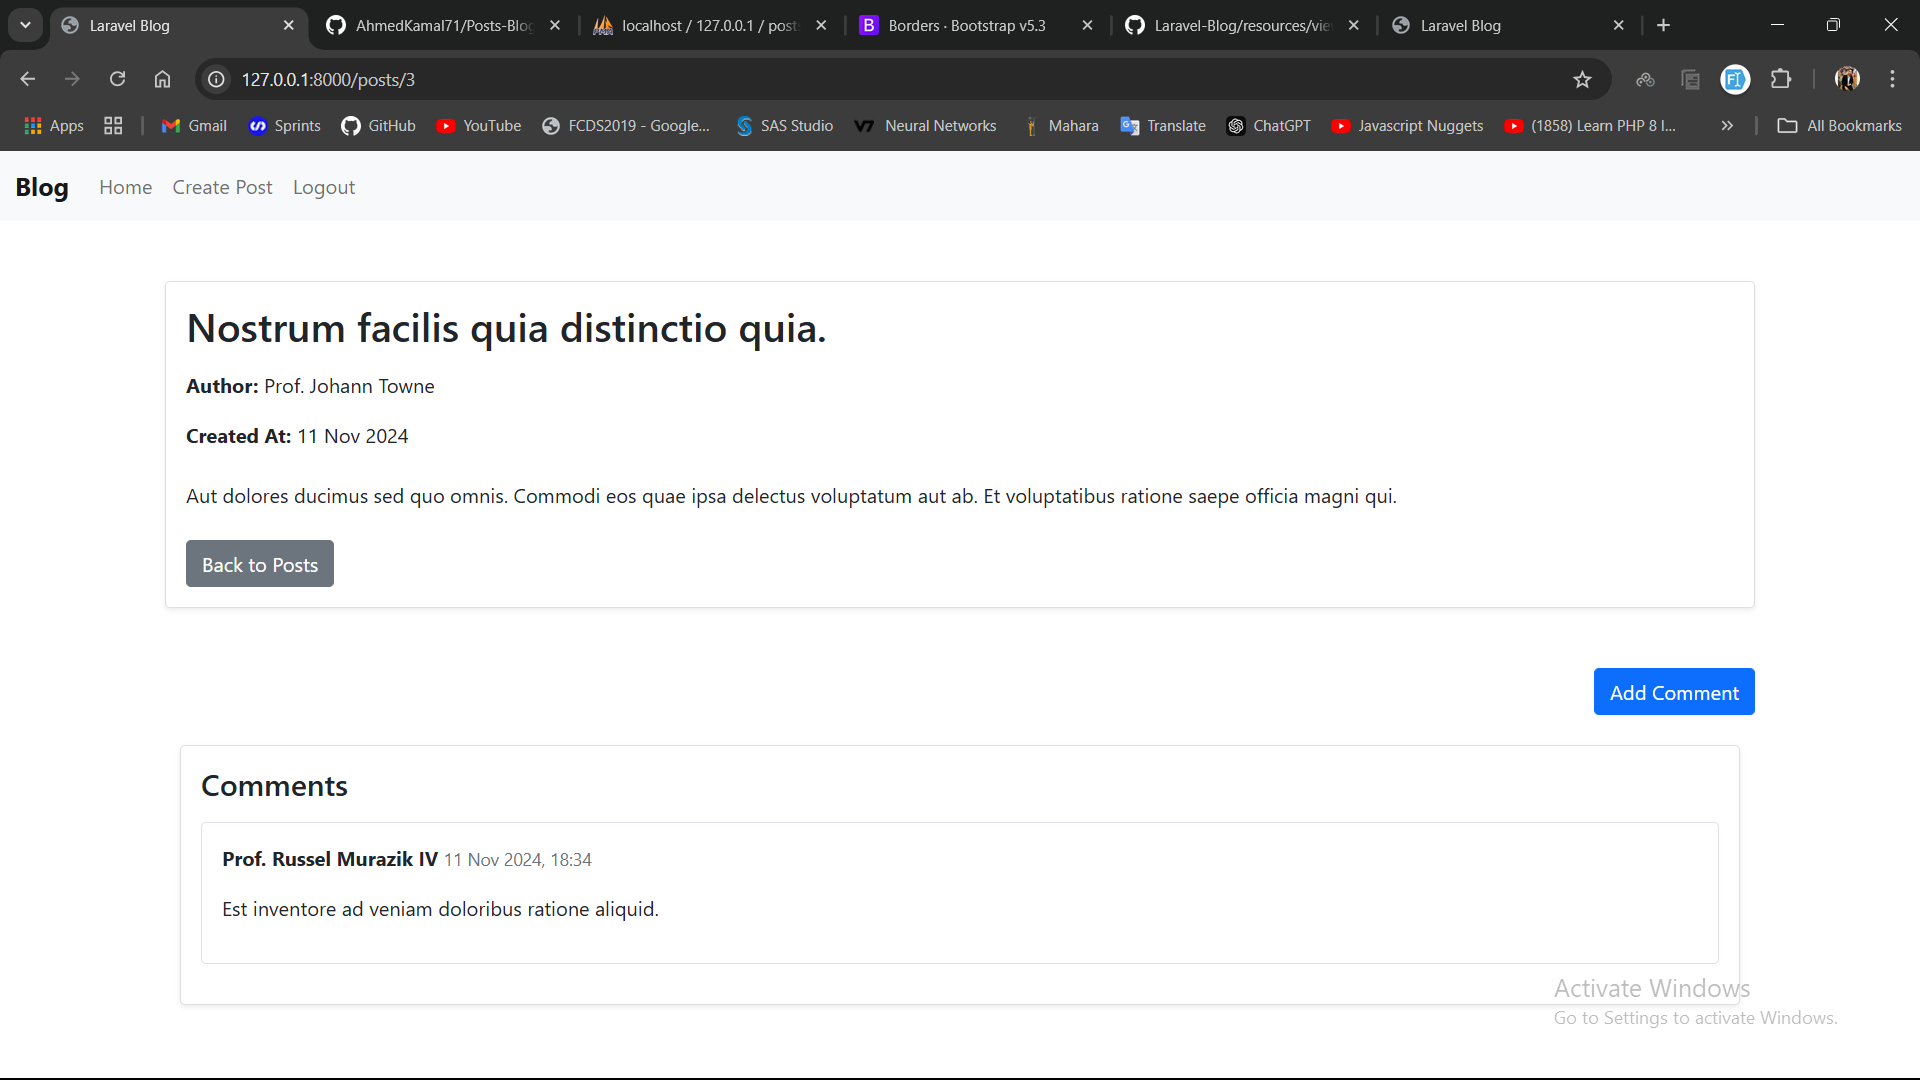 Laravel Blog
AhmedKamal71/Posts-Blog
localhost / 127.0.0.1 / posts
Borders · Bootstrap v5.3
Laravel-Blog/resources/vie
Laravel Blog
127.0.0.1:8000/posts/3
Apps
Gmail
Sprints
GitHub
YouTube
FCDS2019 - Google...
SAS Studio
Neural Networks
Mahara
Translate
ChatGPT
Javascript Nuggets
(1858) Learn PHP 8 I...
All Bookmarks
Blog Home Create Post Logout
Nostrum facilis quia distinctio quia.
Author: Prof. Johann Towne
Created At: 11 Nov 2024
Aut dolores ducimus sed quo omnis. Commodi eos quae ipsa delectus voluptatum aut ab. Et voluptatibus ratione saepe officia magni qui.
Back to Posts
Add Comment
Comments
Prof. Russel Murazik IV 11 Nov 2024, 18:34
Est inventore ad veniam doloribus ratione aliquid.
Activate Windows
Go to Settings to activate Windows.